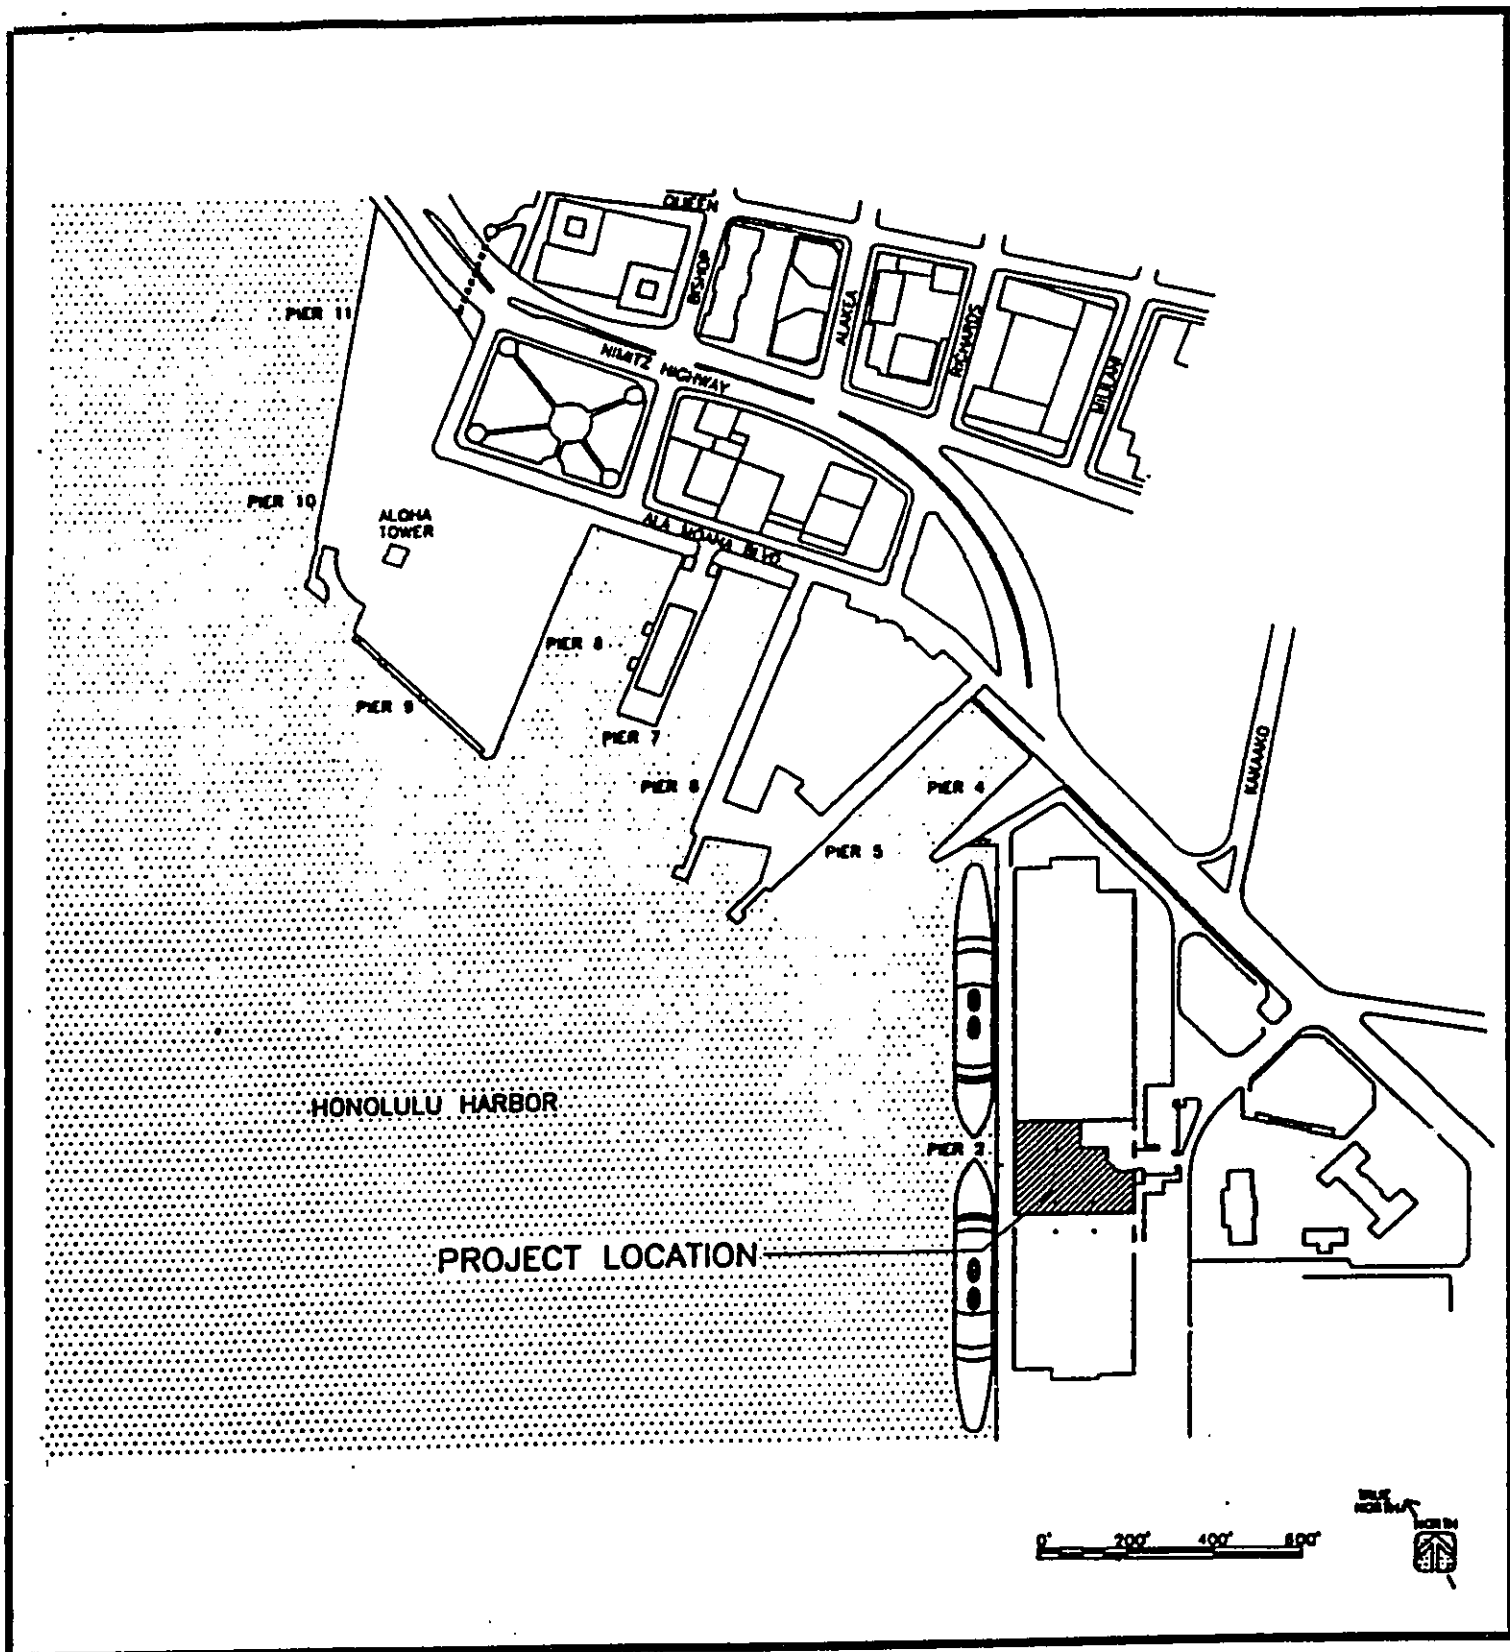 QUEEN
BISHOP
ALAKEA
RICHARDS
MILILANI
PIER 11
NIMITZ HIGHWAY
PIER 10
ALOHA
TOWER
ALA MOANA BLVD
PIER 8
PIER 9
PIER 7
PIER 6
PIER 4
KAKAAKO
PIER 5
HONOLULU HARBOR
PIER 2
PROJECT LOCATION
TRUE
NORTH
NORTH
0' 200' 400' 600'